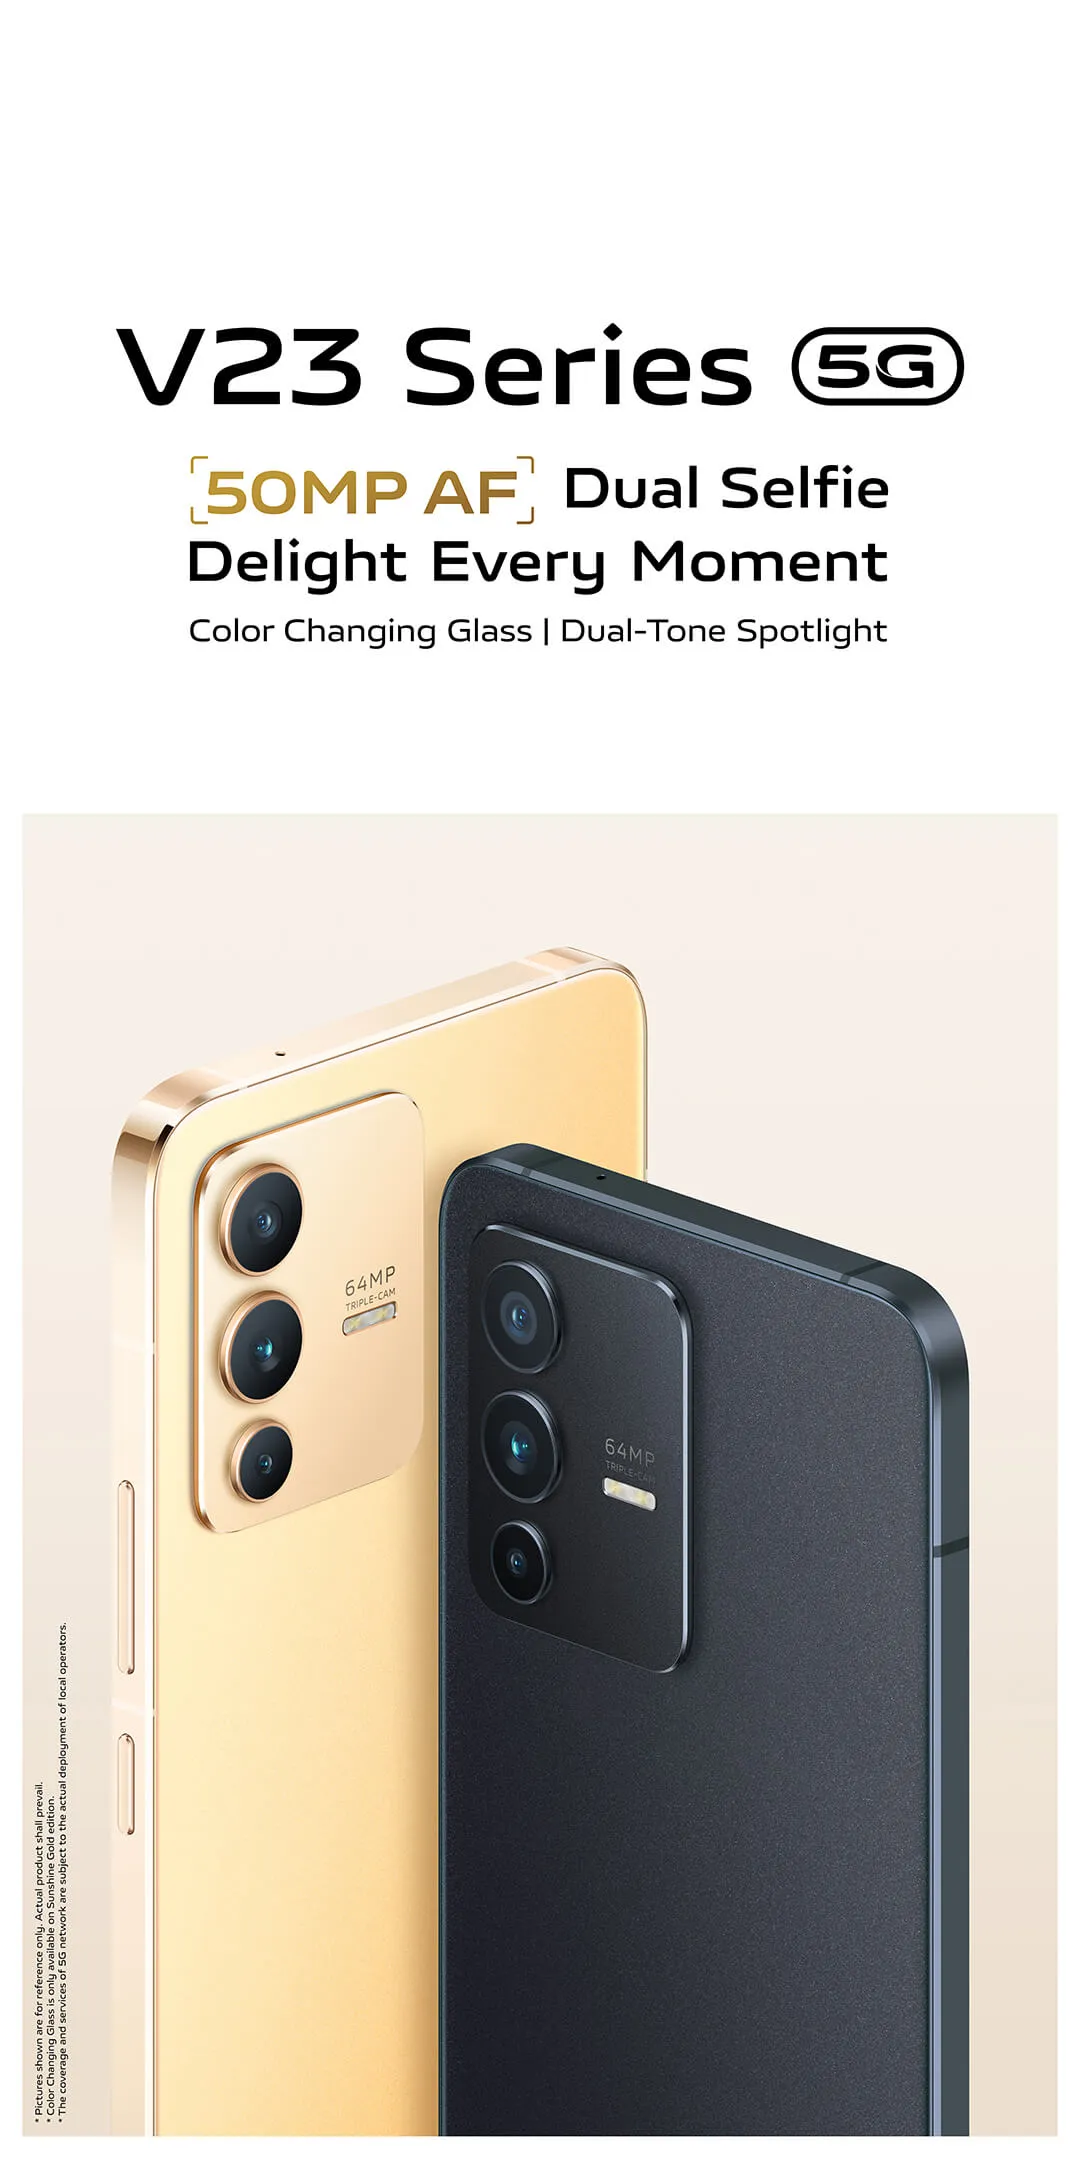 V23 Series 5G
50MP AF Dual Selfie
Delight Every Moment
Color Changing Glass | Dual-Tone Spotlight
64MP
TRIPLE-CAM
64MP
TRIPLE-CAM
* Pictures shown are for reference only. Actual product shall prevail.
* Color Changing Glass is only available on Sunshine Gold edition.
* The coverage and services of 5G network are subject to the actual deployment of local operators.